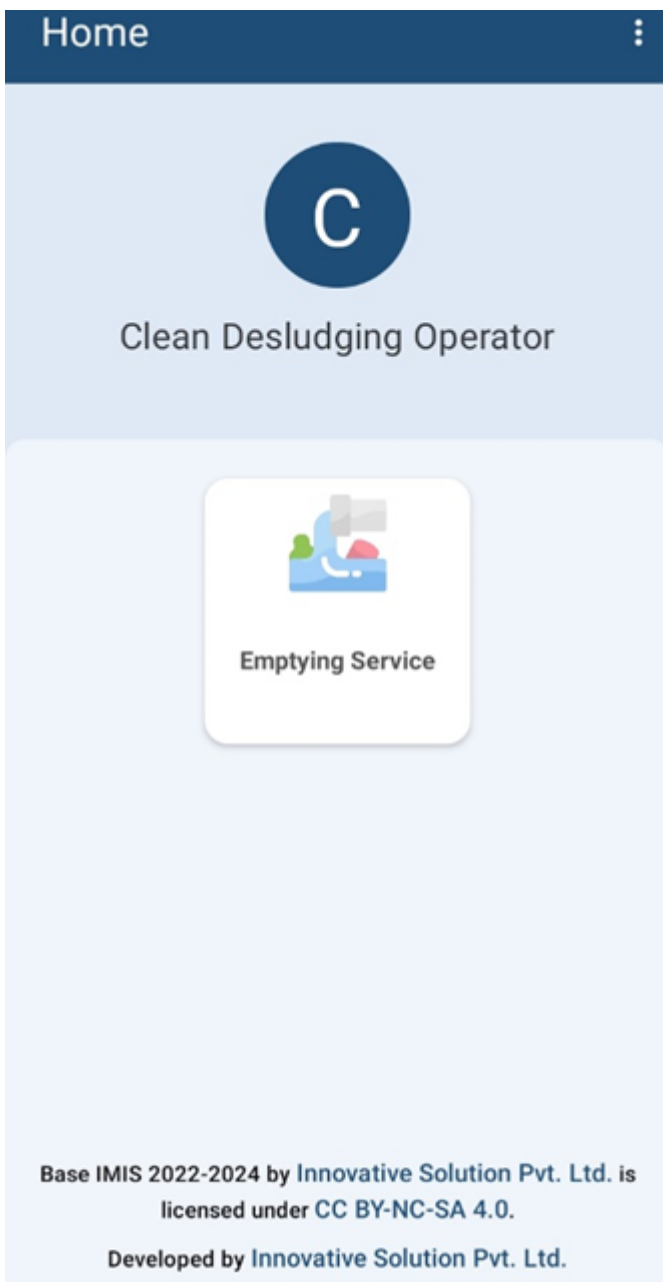 Home
C
Clean Desludging Operator
Emptying Service
Base IMIS 2022-2024 by Innovative Solution Pvt. Ltd. is
licensed under CC BY-NC-SA 4.0.
Developed by Innovative Solution Pvt. Ltd.